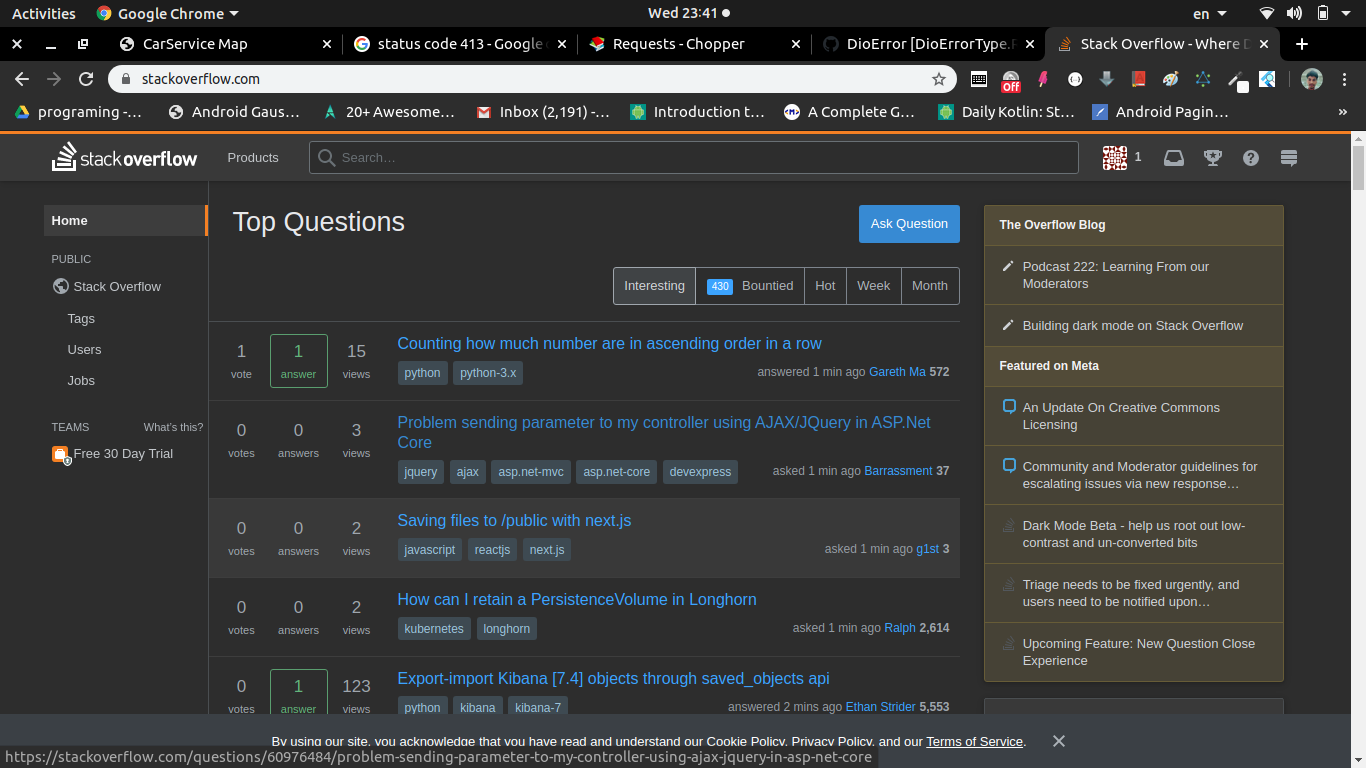 Activities
Google Chrome
Wed 23:41
en
CarService Map
status code 413 - Google
Requests - Chopper
DioError [DioErrorType.
Stack Overflow - Where
stackoverflow.com
Off
programing -…
Android Gaus…
20+ Awesome…
Inbox (2,191) -…
Introduction t…
A Complete G…
Daily Kotlin: St…
Android Pagin…
»
stackoverflow
Products
Search…
1
Home
PUBLIC
Stack Overflow
Tags
Users
Jobs
TEAMS
What's this?
Free 30 Day Trial
Top Questions
Ask Question
Interesting
430 Bountied
Hot
Week
Month
1 vote
1 answer
15 views
Counting how much number are in ascending order in a row
python python-3.x
answered 1 min ago Gareth Ma 572
0 votes
0 answers
3 views
Problem sending parameter to my controller using AJAX/JQuery in ASP.Net
Core
jquery ajax asp.net-mvc asp.net-core devexpress
asked 1 min ago Barrassment 37
0 votes
0 answers
2 views
Saving files to /public with next.js
javascript reactjs next.js
asked 1 min ago g1st 3
0 votes
0 answers
2 views
How can I retain a PersistenceVolume in Longhorn
kubernetes longhorn
asked 1 min ago Ralph 2,614
0 votes
1 answer
123 views
Export-import Kibana [7.4] objects through saved_objects api
python kibana kibana-7
answered 2 mins ago Ethan Strider 5,553
The Overflow Blog
Podcast 222: Learning From our
Moderators
Building dark mode on Stack Overflow
Featured on Meta
An Update On Creative Commons
Licensing
Community and Moderator guidelines for
escalating issues via new response…
Dark Mode Beta - help us root out low-
contrast and un-converted bits
Triage needs to be fixed urgently, and
users need to be notified upon…
Upcoming Feature: New Question Close
Experience
By using our site, you acknowledge that you have read and understand our Cookie Policy, Privacy Policy, and our Terms of Service.
https://stackoverflow.com/questions/60976484/problem-sending-parameter-to-my-controller-using-ajax-jquery-in-asp-net-core